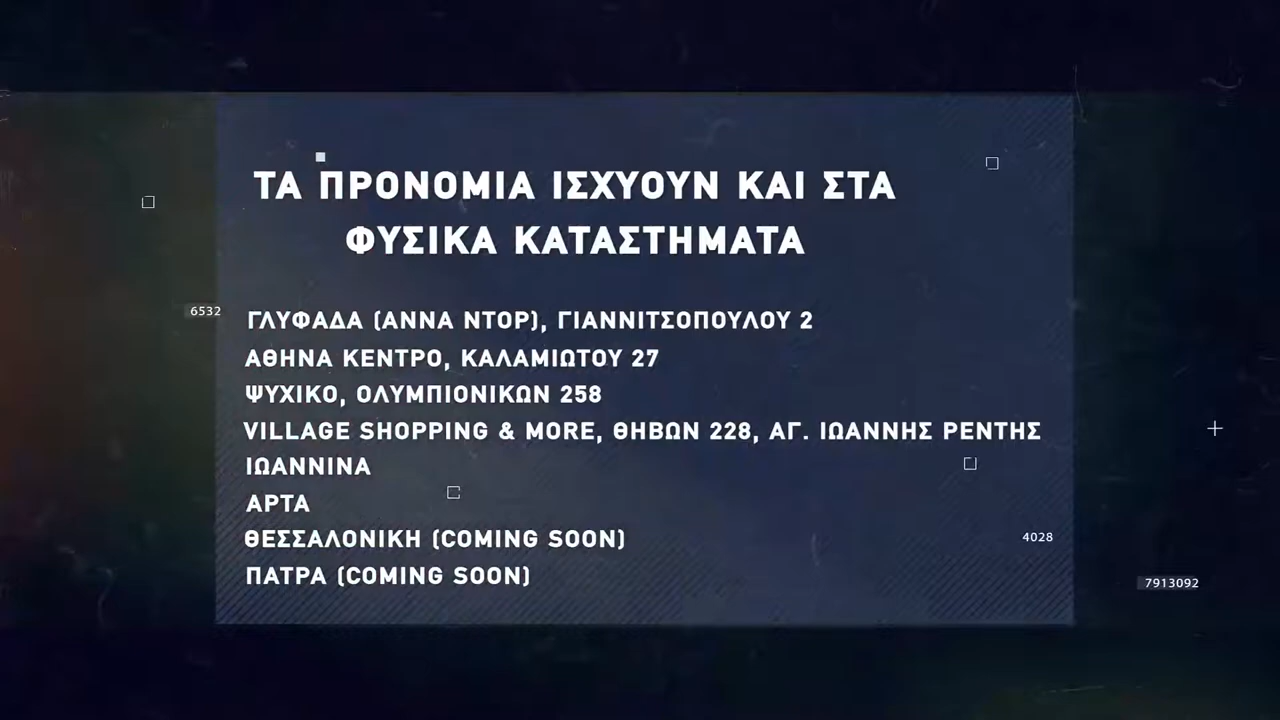 ΤΑ ΠΡΟΝΟΜΙΑ ΙΣΧΥΟΥΝ ΚΑΙ ΣΤΑ
ΦΥΣΙΚΑ ΚΑΤΑΣΤΗΜΑΤΑ
6532
ΓΛΥΦΑΔΑ (ΑΝΝΑ ΝΤΟΡ), ΓΙΑΝΝΙΤΣΟΠΟΥΛΟΥ 2
ΑΘΗΝΑ ΚΕΝΤΡΟ, ΚΑΛΑΜΙΩΤΟΥ 27
ΨΥΧΙΚΟ, ΟΛΥΜΠΙΟΝΙΚΩΝ 258
VILLAGE SHOPPING & MORE, ΘΗΒΩΝ 228, ΑΓ. ΙΩΑΝΝΗΣ ΡΕΝΤΗΣ
ΙΩΑΝΝΙΝΑ
ΑΡΤΑ
ΘΕΣΣΑΛΟΝΙΚΗ (COMING SOON)
4028
ΠΑΤΡΑ (COMING SOON)
7913092